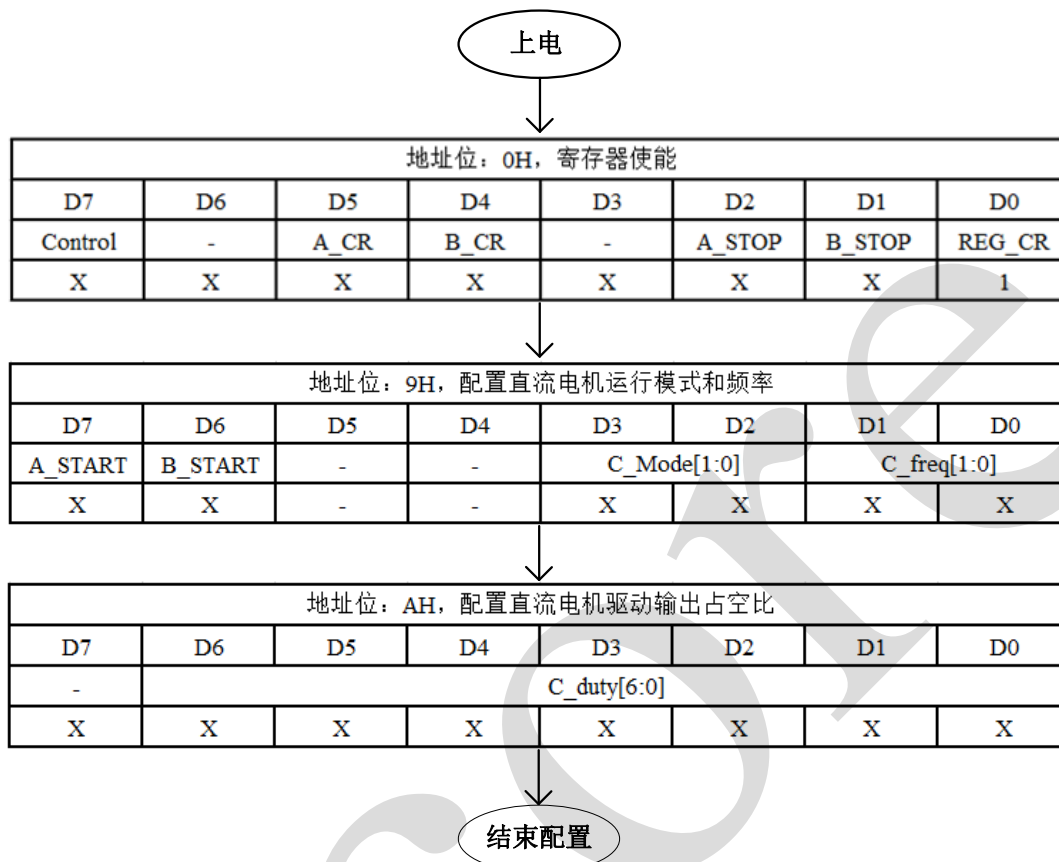 上电
地址位：0H，寄存器使能
D7 D6 D5 D4 D3 D2 D1 D0
Control - A_CR B_CR - A_STOP B_STOP REG_CR
X X X X X X X 1
地址位：9H，配置直流电机运行模式和频率
D7 D6 D5 D4 D3 D2 D1 D0
A_START B_START - - C_Mode[1:0] C_freq[1:0]
X X - - X X X X
地址位：AH，配置直流电机驱动输出占空比
D7 D6 D5 D4 D3 D2 D1 D0
- C_duty[6:0]
X X X X X X X X
结束配置